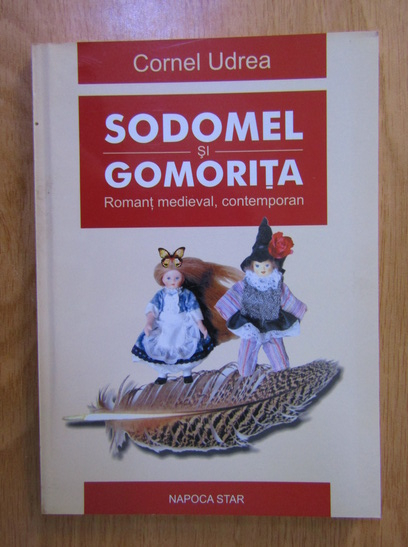 Cornel Udrea
SODOMEL
ȘI
GOMORIȚA
Romanț medieval, contemporan
NAPOCA STAR